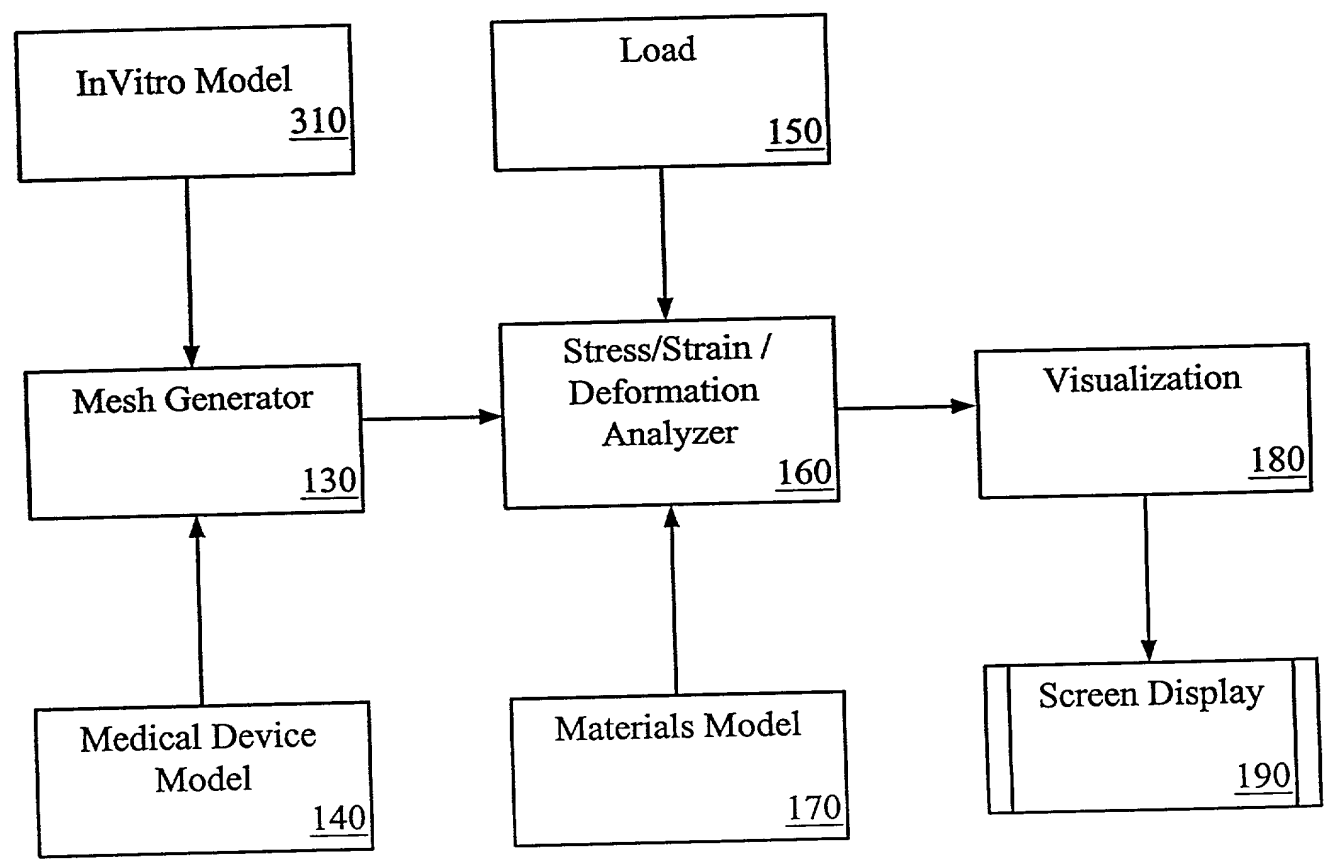 InVitro Model
310
Load
150
Mesh Generator
130
Stress/Strain /
Deformation
Analyzer
160
Visualization
180
Medical Device
Model
140
Materials Model
170
Screen Display
190